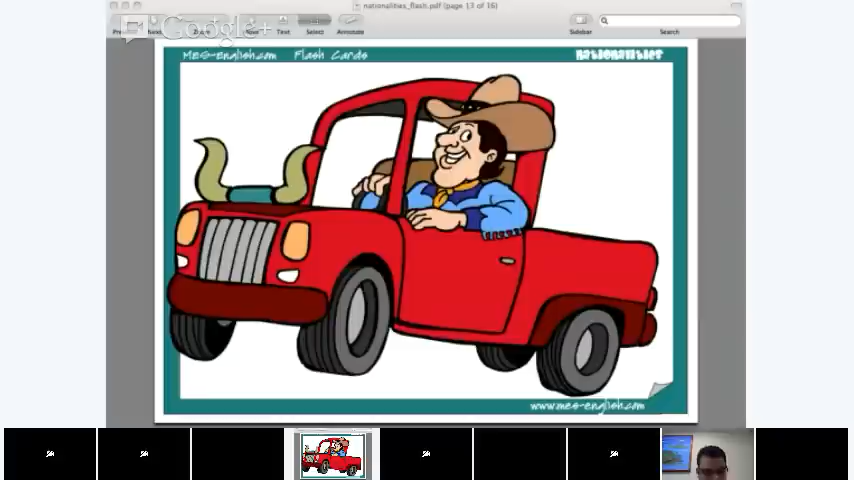 nationalities_flash.pdf (page 13 of 16)
Google+
Zoom
Text
Select
Annotate
Sidebar
Search
MES-english.com Flash Cards
nationalities
www.mes-english.com